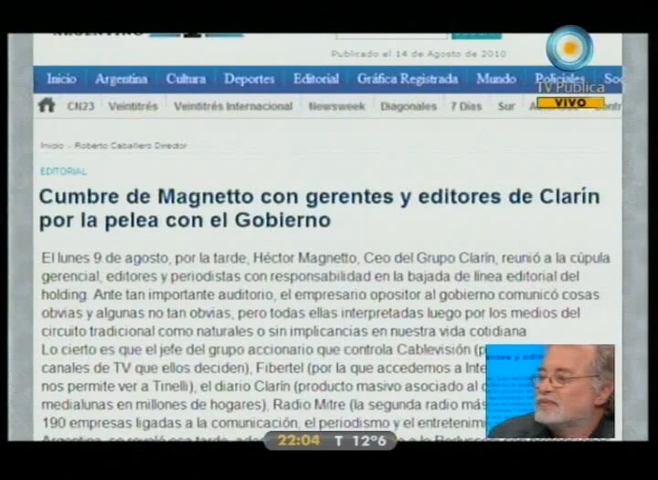 ARGENTINO
Publicado el 14 de Agosto de 2010
Inicio Argentina Cultura Deportes Editorial Gráfica Registrada Mundo Policiales
TV Pública
VIVO
CN23 Veintitrés Veintitrés Internacional Newsweek Diagonales 7 Días Sur
Inicio - Roberto Caballero Director
EDITORIAL
Cumbre de Magnetto con gerentes y editores de Clarín
por la pelea con el Gobierno
El lunes 9 de agosto, por la tarde, Héctor Magnetto, Ceo del Grupo Clarín, reunió a la cúpula
gerencial, editores y periodistas con responsabilidad en la bajada de línea editorial del
holding. Ante tan importante auditorio, el empresario opositor al gobierno comunicó cosas
obvias y algunas no tan obvias, pero todas ellas interpretadas luego por los medios del
circuito tradicional como naturales o sin implicancias en nuestra vida cotidiana
Lo cierto es que el jefe del grupo accionario que controla Cablevisión (p
canales de TV que ellos deciden), Fibertel (por la que accedemos a Inte
nos permite ver a Tinelli), el diario Clarín (producto masivo asociado al
medialunas en millones de hogares), Radio Mitre (la segunda radio más
190 empresas ligadas a la comunicación, el periodismo y el entretenimi
22:04 T 12°6